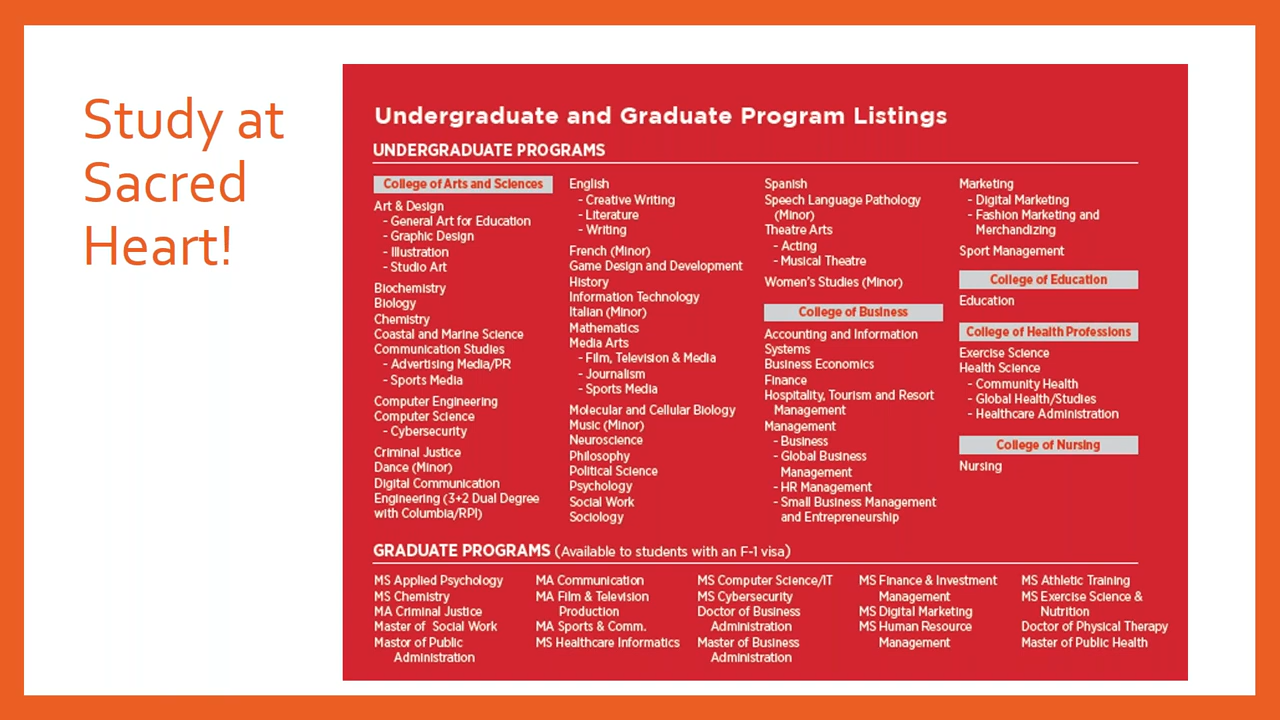 Study at
Sacred
Heart!
Undergraduate and Graduate Program Listings
UNDERGRADUATE PROGRAMS
College of Arts and Sciences
Art & Design
- General Art for Education
- Graphic Design
- Illustration
- Studio Art
Biochemistry
Biology
Chemistry
Coastal and Marine Science
Communication Studies
- Advertising Media/PR
- Sports Media
Computer Engineering
Computer Science
- Cybersecurity
Criminal Justice
Dance (Minor)
Digital Communication
Engineering (3+2 Dual Degree
with Columbia/RPI)
English
- Creative Writing
- Literature
- Writing
French (Minor)
Game Design and Development
History
Information Technology
Italian (Minor)
Mathematics
Media Arts
- Film, Television & Media
- Journalism
- Sports Media
Molecular and Cellular Biology
Music (Minor)
Neuroscience
Philosophy
Political Science
Psychology
Social Work
Sociology
Spanish
Speech Language Pathology
(Minor)
Theatre Arts
- Acting
- Musical Theatre
Women's Studies (Minor)
College of Business
Accounting and Information
Systems
Business Economics
Finance
Hospitality, Tourism and Resort
Management
Management
- Business
- Global Business
Management
- HR Management
- Small Business Management
and Entrepreneurship
Marketing
- Digital Marketing
- Fashion Marketing and
Merchandizing
Sport Management
College of Education
Education
College of Health Professions
Exercise Science
Health Science
- Community Health
- Global Health/Studies
- Healthcare Administration
College of Nursing
Nursing
GRADUATE PROGRAMS (Available to students with an F-1 visa)
MS Applied Psychology
MS Chemistry
MA Criminal Justice
Master of Social Work
Mastor of Public
Administration
MA Communication
MA Film & Television
Production
MA Sports & Comm.
MS Healthcare Informatics
MS Computer Science/IT
MS Cybersecurity
Doctor of Business
Administration
Master of Business
Administration
MS Finance & Investment
Management
MS Digital Marketing
MS Human Resource
Management
MS Athletic Training
MS Exercise Science &
Nutrition
Doctor of Physical Therapy
Master of Public Health